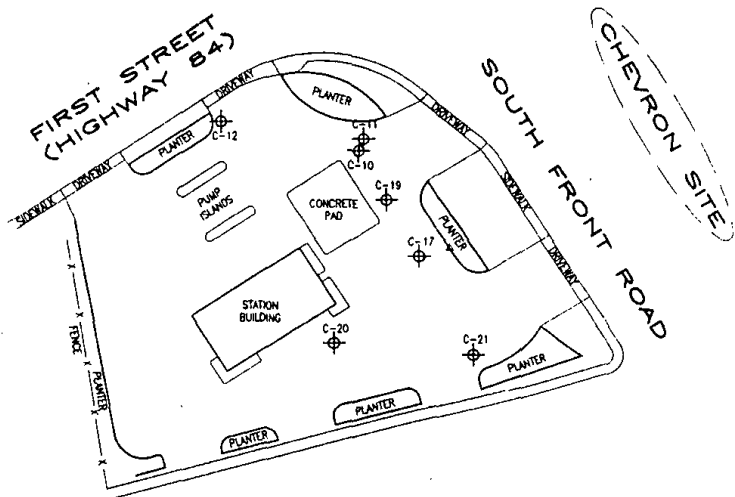 FIRST STREET
(HIGHWAY 84)
SOUTH FRONT ROAD
CHEVRON SITE
SIDEWALK
DRIVEWAY
DRIVEWAY
DRIVEWAY
SIDEWALK
DRIVEWAY
PLANTER
PLANTER
C-12
C-11
C-10
C-19
C-17
C-20
C-21
PUMP
ISLANDS
CONCRETE
PAD
PLANTER
STATION
BUILDING
X
X
FENCE
X
X
X
PLANTER
PLANTER
PLANTER
PLANTER